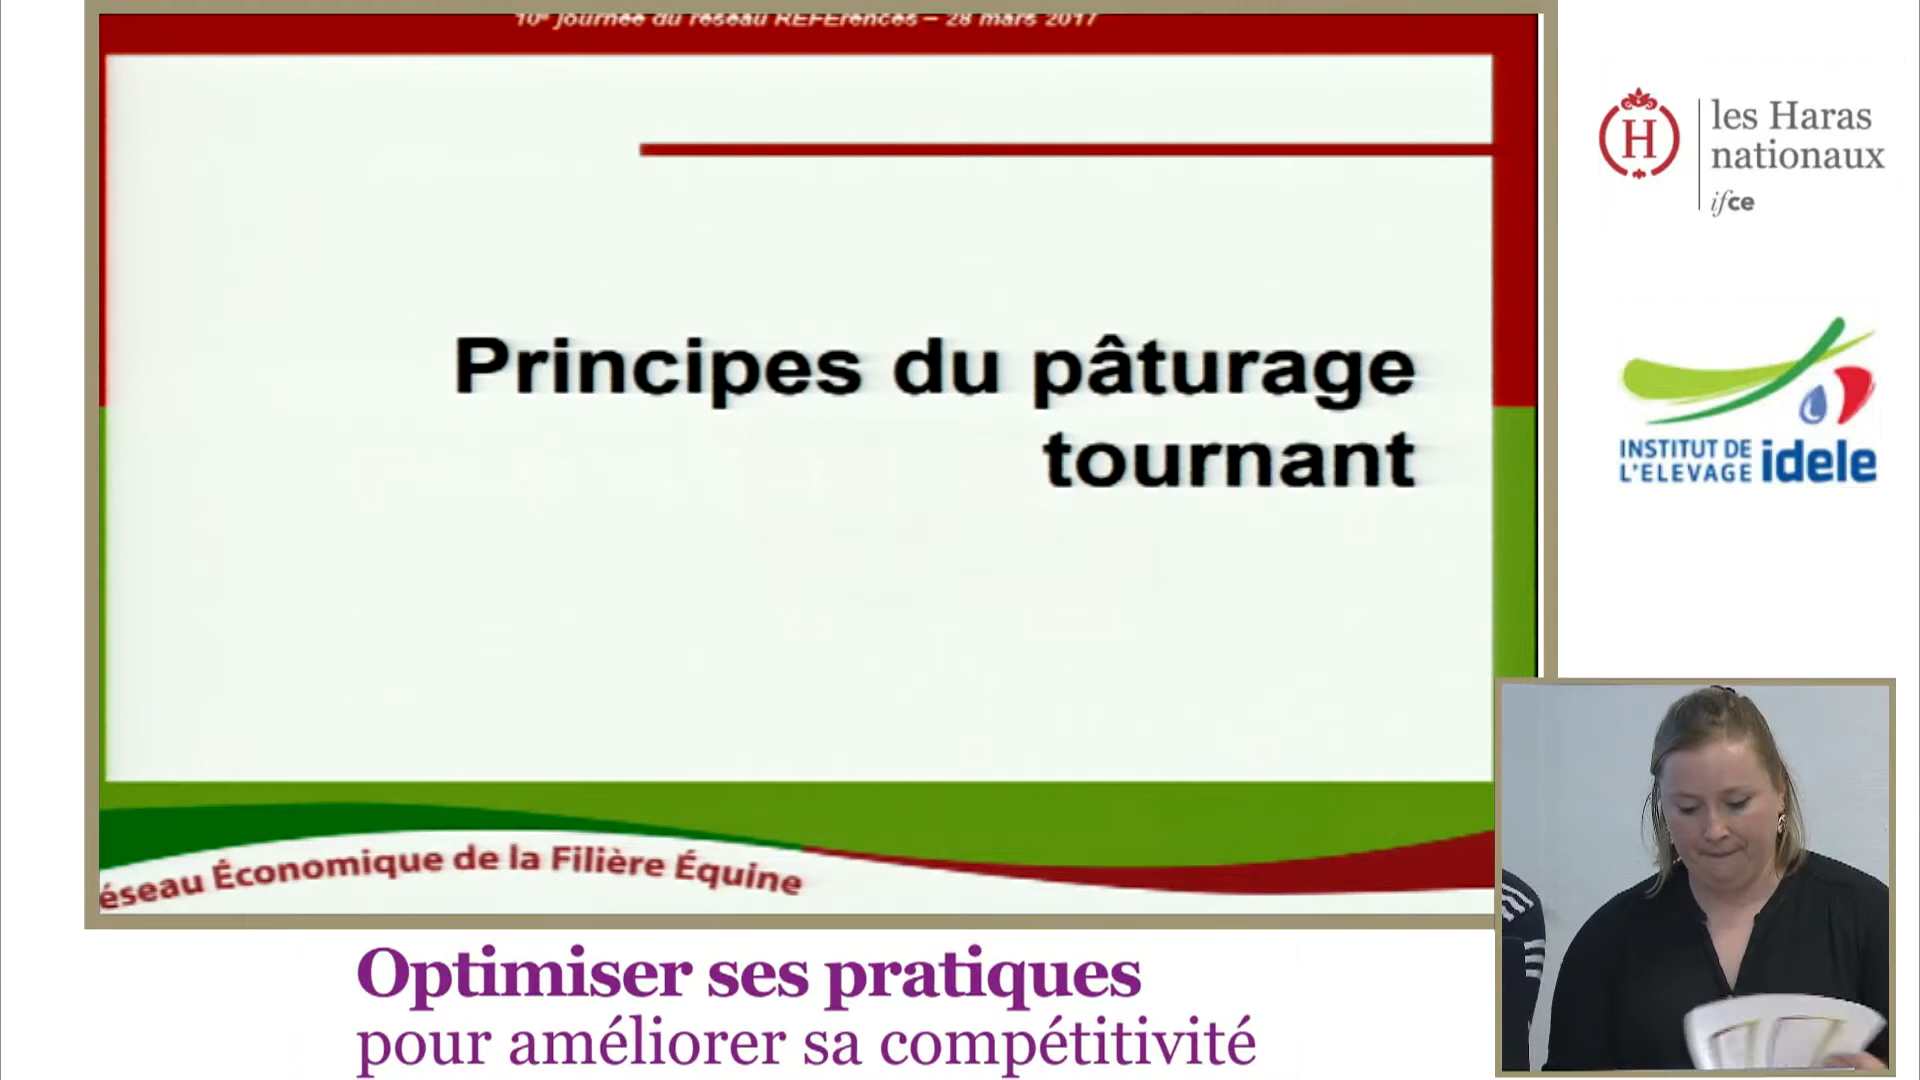 10e journée du réseau REFErences – 28 mars 2017
Principes du pâturage
tournant
éseau Économique de la Filière Équine
Optimiser ses pratiques
pour améliorer sa compétitivité
H
les Haras
nationaux
ifce
INSTITUT DE
L'ELEVAGE idele